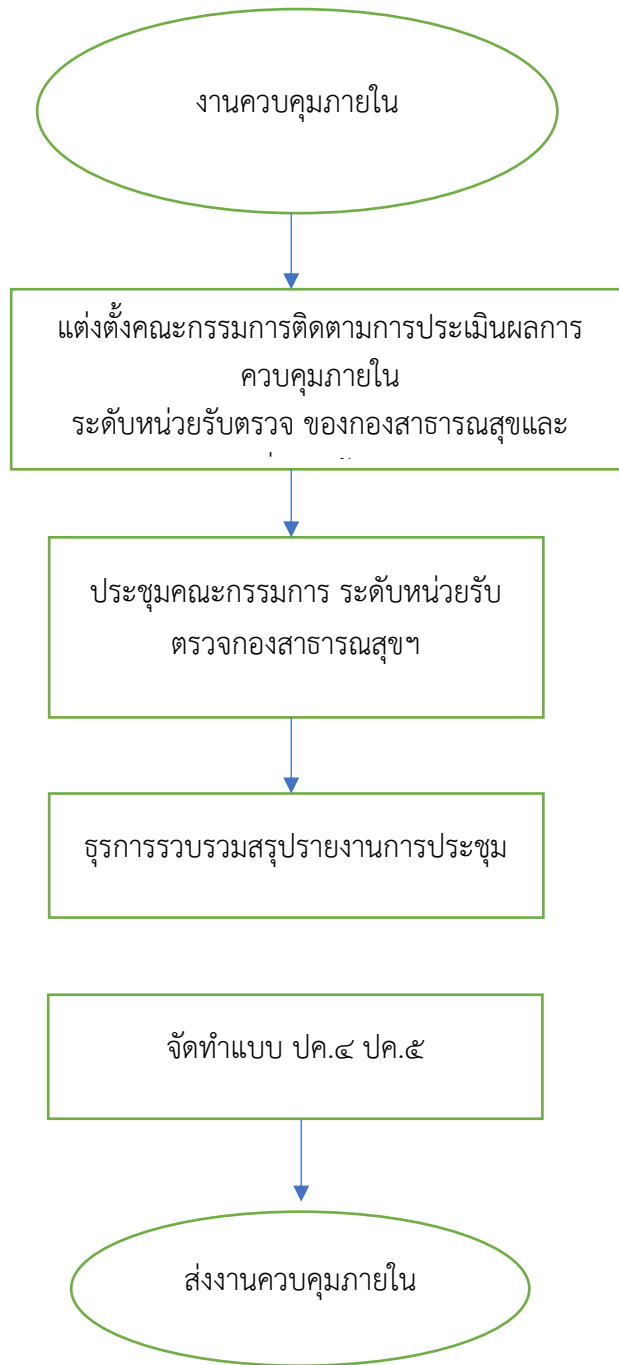 งานควบคุมภายใน
แต่งตั้งคณะกรรมการติดตามการประเมินผลการ
ควบคุมภายใน
ระดับหน่วยรับตรวจ ของกองสาธารณสุขและ
ประชุมคณะกรรมการ ระดับหน่วยรับ
ตรวจกองสาธารณสุขฯ
ธุรการรวบรวมสรุปรายงานการประชุม
จัดทำแบบ ปค.๔ ปค.๕
ส่งงานควบคุมภายใน